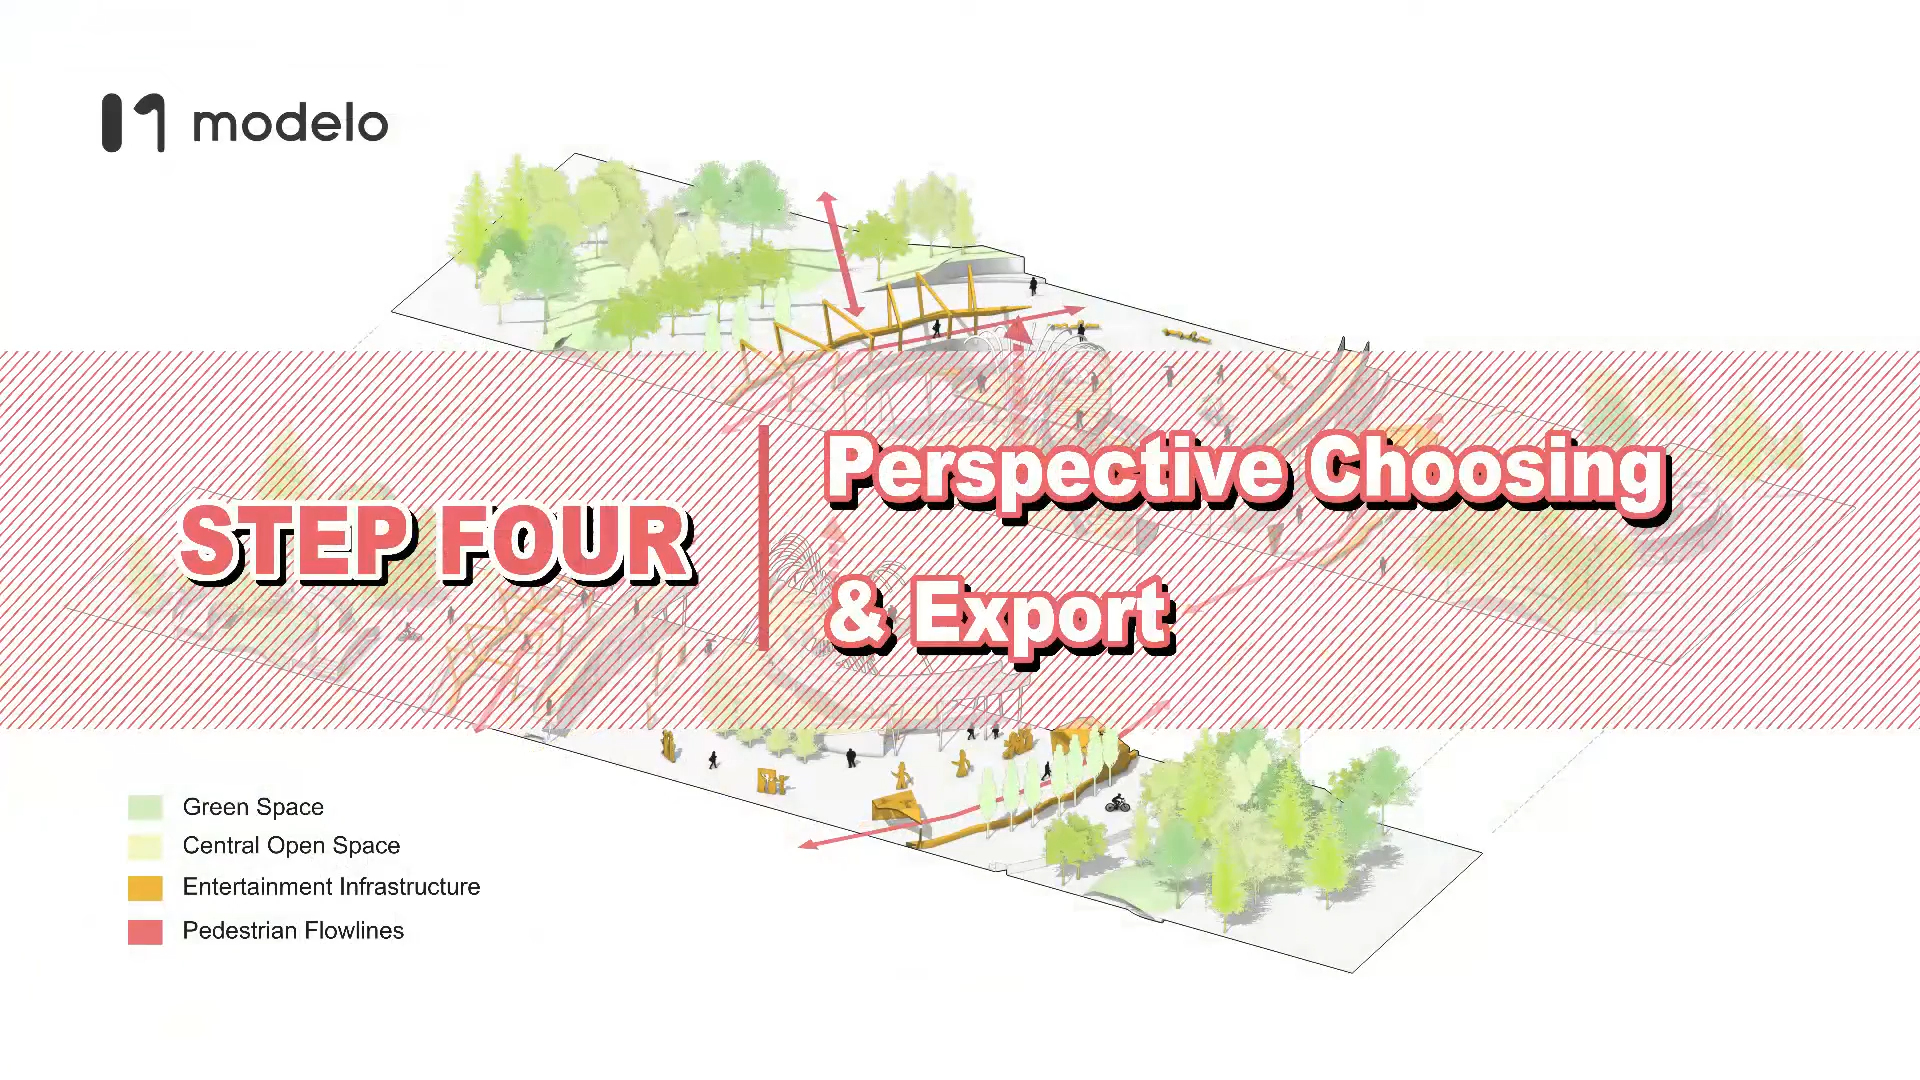 modelo
STEP FOUR
Perspective Choosing
& Export
Green Space
Central Open Space
Entertainment Infrastructure
Pedestrian Flowlines